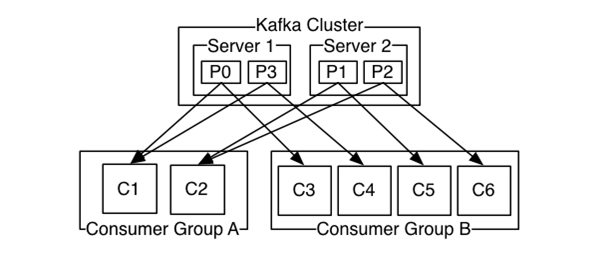 Kafka Cluster
Server 1 Server 2
P0 P3 P1 P2
C1 C2 C3 C4 C5 C6
Consumer Group A Consumer Group B